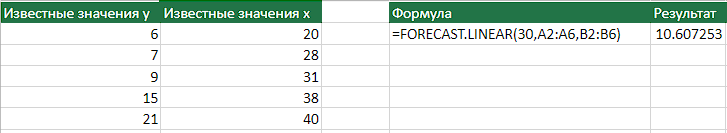 Известные значения y Известные значения x Формула Результат
6 20 =FORECAST.LINEAR(30,A2:A6,B2:B6) 10.607253
7 28
9 31
15 38
21 40